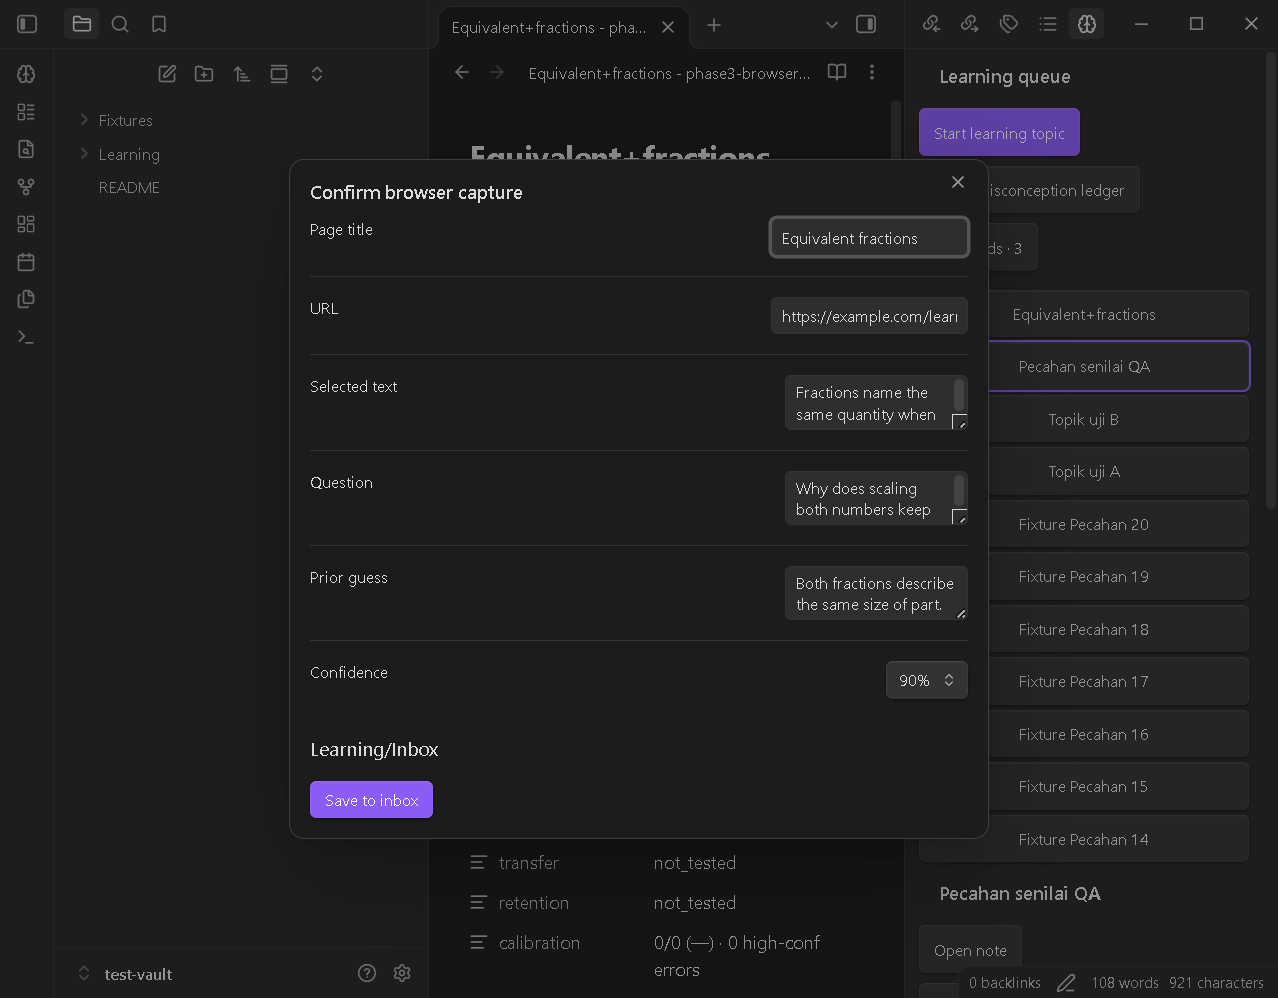 Equivalent+fractions - pha...
Equivalent+fractions - phase3-browser...
Fixtures
Learning
README
Equivalent+fractions
Confirm browser capture
Page title
Equivalent fractions
URL
https://example.com/lear
Selected text
Fractions name the
same quantity when
Question
Why does scaling
both numbers keep
Prior guess
Both fractions describe
the same size of part.
Confidence
90%
Learning/Inbox
Save to inbox
transfer
not_tested
retention
not_tested
calibration
0/0 (—) · 0 high-conf
errors
test-vault
Learning queue
Start learning topic
isconception ledger
ds · 3
Equivalent+fractions
Pecahan senilai QA
Topik uji B
Topik uji A
Fixture Pecahan 20
Fixture Pecahan 19
Fixture Pecahan 18
Fixture Pecahan 17
Fixture Pecahan 16
Fixture Pecahan 15
Fixture Pecahan 14
Pecahan senilai QA
Open note
0 backlinks
108 words
921 characters